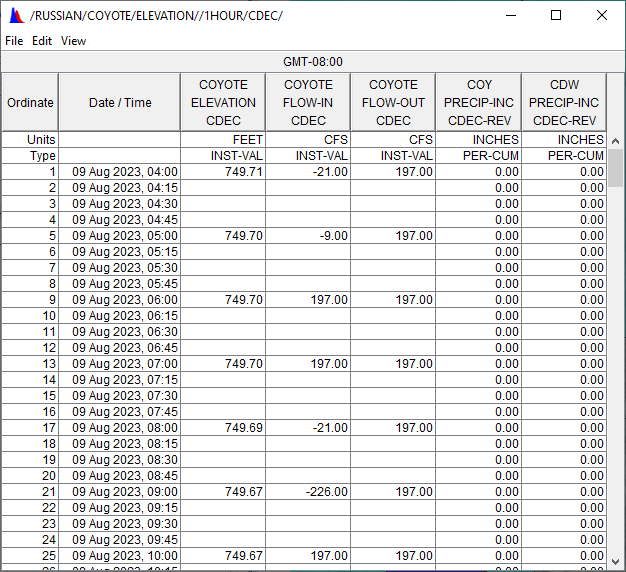 /RUSSIAN/COYOTE/ELEVATION//1HOUR/CDEC/
File Edit View
GMT-08:00
Ordinate Date / Time COYOTE ELEVATION CDEC COYOTE FLOW-IN CDEC COYOTE FLOW-OUT CDEC COY PRECIP-INC CDEC-REV CDW PRECIP-INC CDEC-REV
Units FEET CFS CFS INCHES INCHES
Type INST-VAL INST-VAL INST-VAL PER-CUM PER-CUM
1 09 Aug 2023, 04:00 749.71 -21.00 197.00 0.00 0.00
2 09 Aug 2023, 04:15 0.00 0.00
3 09 Aug 2023, 04:30 0.00 0.00
4 09 Aug 2023, 04:45 0.00 0.00
5 09 Aug 2023, 05:00 749.70 -9.00 197.00 0.00 0.00
6 09 Aug 2023, 05:15 0.00 0.00
7 09 Aug 2023, 05:30 0.00 0.00
8 09 Aug 2023, 05:45 0.00 0.00
9 09 Aug 2023, 06:00 749.70 197.00 197.00 0.00 0.00
10 09 Aug 2023, 06:15 0.00 0.00
11 09 Aug 2023, 06:30 0.00 0.00
12 09 Aug 2023, 06:45 0.00 0.00
13 09 Aug 2023, 07:00 749.70 197.00 197.00 0.00 0.00
14 09 Aug 2023, 07:15 0.00 0.00
15 09 Aug 2023, 07:30 0.00 0.00
16 09 Aug 2023, 07:45 0.00 0.00
17 09 Aug 2023, 08:00 749.69 -21.00 197.00 0.00 0.00
18 09 Aug 2023, 08:15 0.00 0.00
19 09 Aug 2023, 08:30 0.00 0.00
20 09 Aug 2023, 08:45 0.00 0.00
21 09 Aug 2023, 09:00 749.67 -226.00 197.00 0.00 0.00
22 09 Aug 2023, 09:15 0.00 0.00
23 09 Aug 2023, 09:30 0.00 0.00
24 09 Aug 2023, 09:45 0.00 0.00
25 09 Aug 2023, 10:00 749.67 197.00 197.00 0.00 0.00